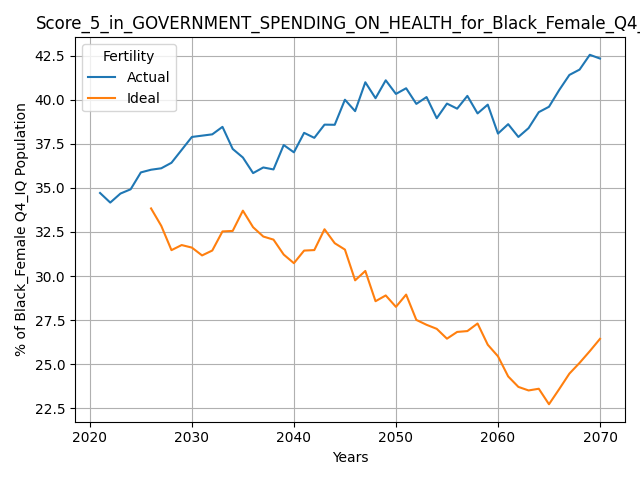 Score_5_in_GOVERNMENT_SPENDING_ON_HEALTH_for_Black_Female_Q4_
Fertility
Actual
Ideal
42.5
40.0
37.5
35.0
32.5
30.0
27.5
25.0
22.5
% of Black_Female Q4_IQ Population
2020
2030
2040
2050
2060
2070
Years